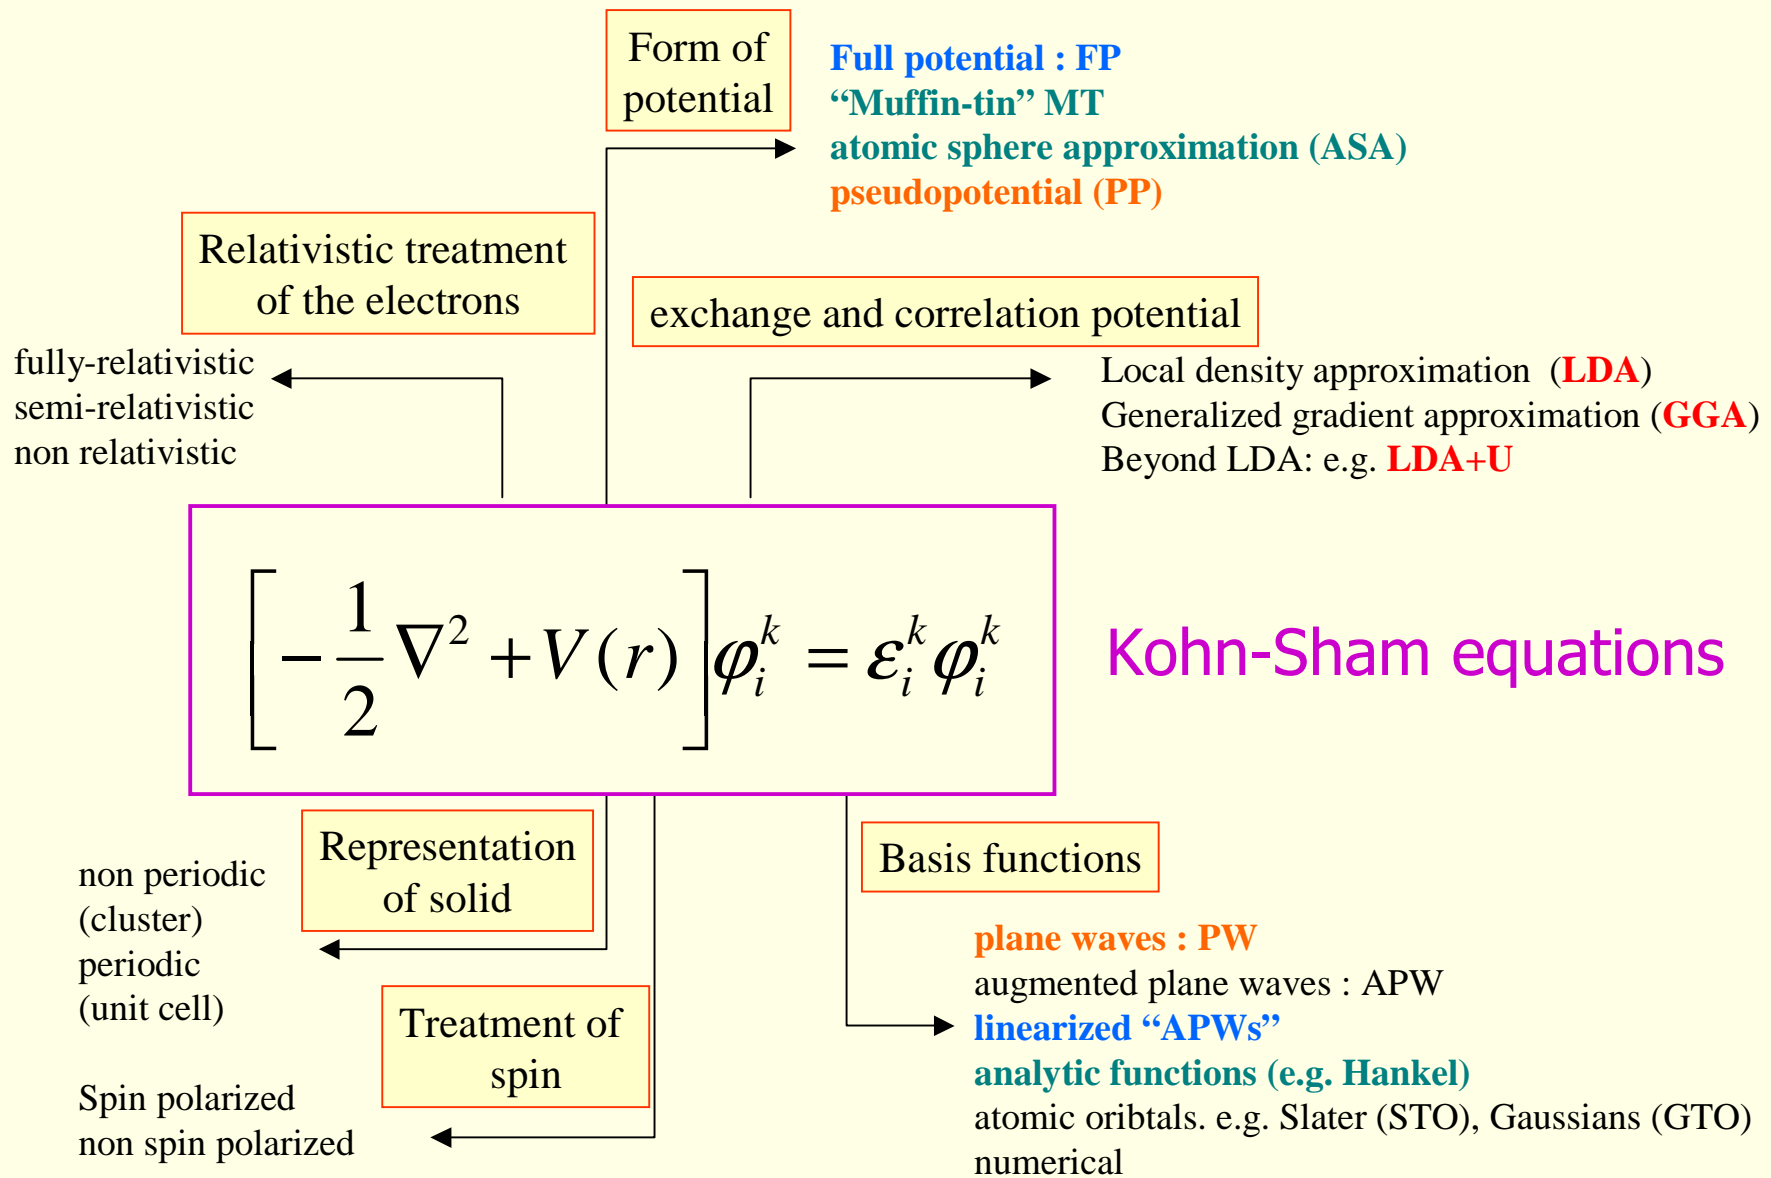 Form of
potential
Full potential : FP
“Muffin-tin” MT
atomic sphere approximation (ASA)
pseudopotential (PP)
Relativistic treatment
of the electrons
exchange and correlation potential
fully-relativistic
semi-relativistic
non relativistic
Local density approximation (LDA)
Generalized gradient approximation (GGA)
Beyond LDA: e.g. LDA+U
[-1/2 ∇² + V(r)]φ_i^k = ε_i^k φ_i^k
Kohn-Sham equations
Representation
of solid
non periodic
(cluster)
periodic
(unit cell)
Treatment of
spin
Spin polarized
non spin polarized
Basis functions
plane waves : PW
augmented plane waves : APW
linearized “APWs”
analytic functions (e.g. Hankel)
atomic oribtals. e.g. Slater (STO), Gaussians (GTO)
numerical